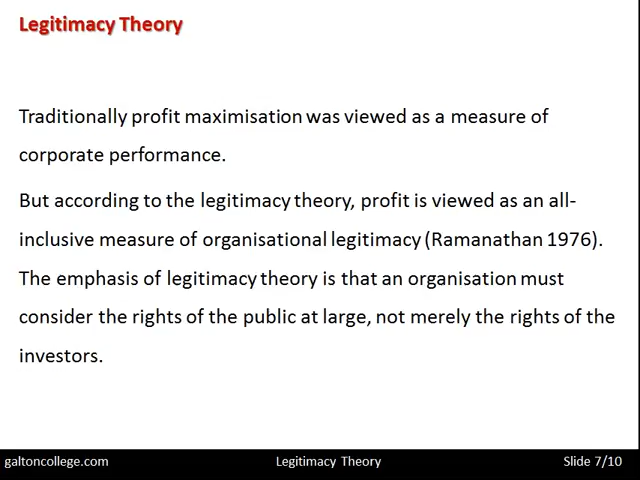 Legitimacy Theory
Traditionally profit maximisation was viewed as a measure of
corporate performance.
But according to the legitimacy theory, profit is viewed as an all-
inclusive measure of organisational legitimacy (Ramanathan 1976).
The emphasis of legitimacy theory is that an organisation must
consider the rights of the public at large, not merely the rights of the
investors.
galtoncollege.com
Legitimacy Theory
Slide 7/10